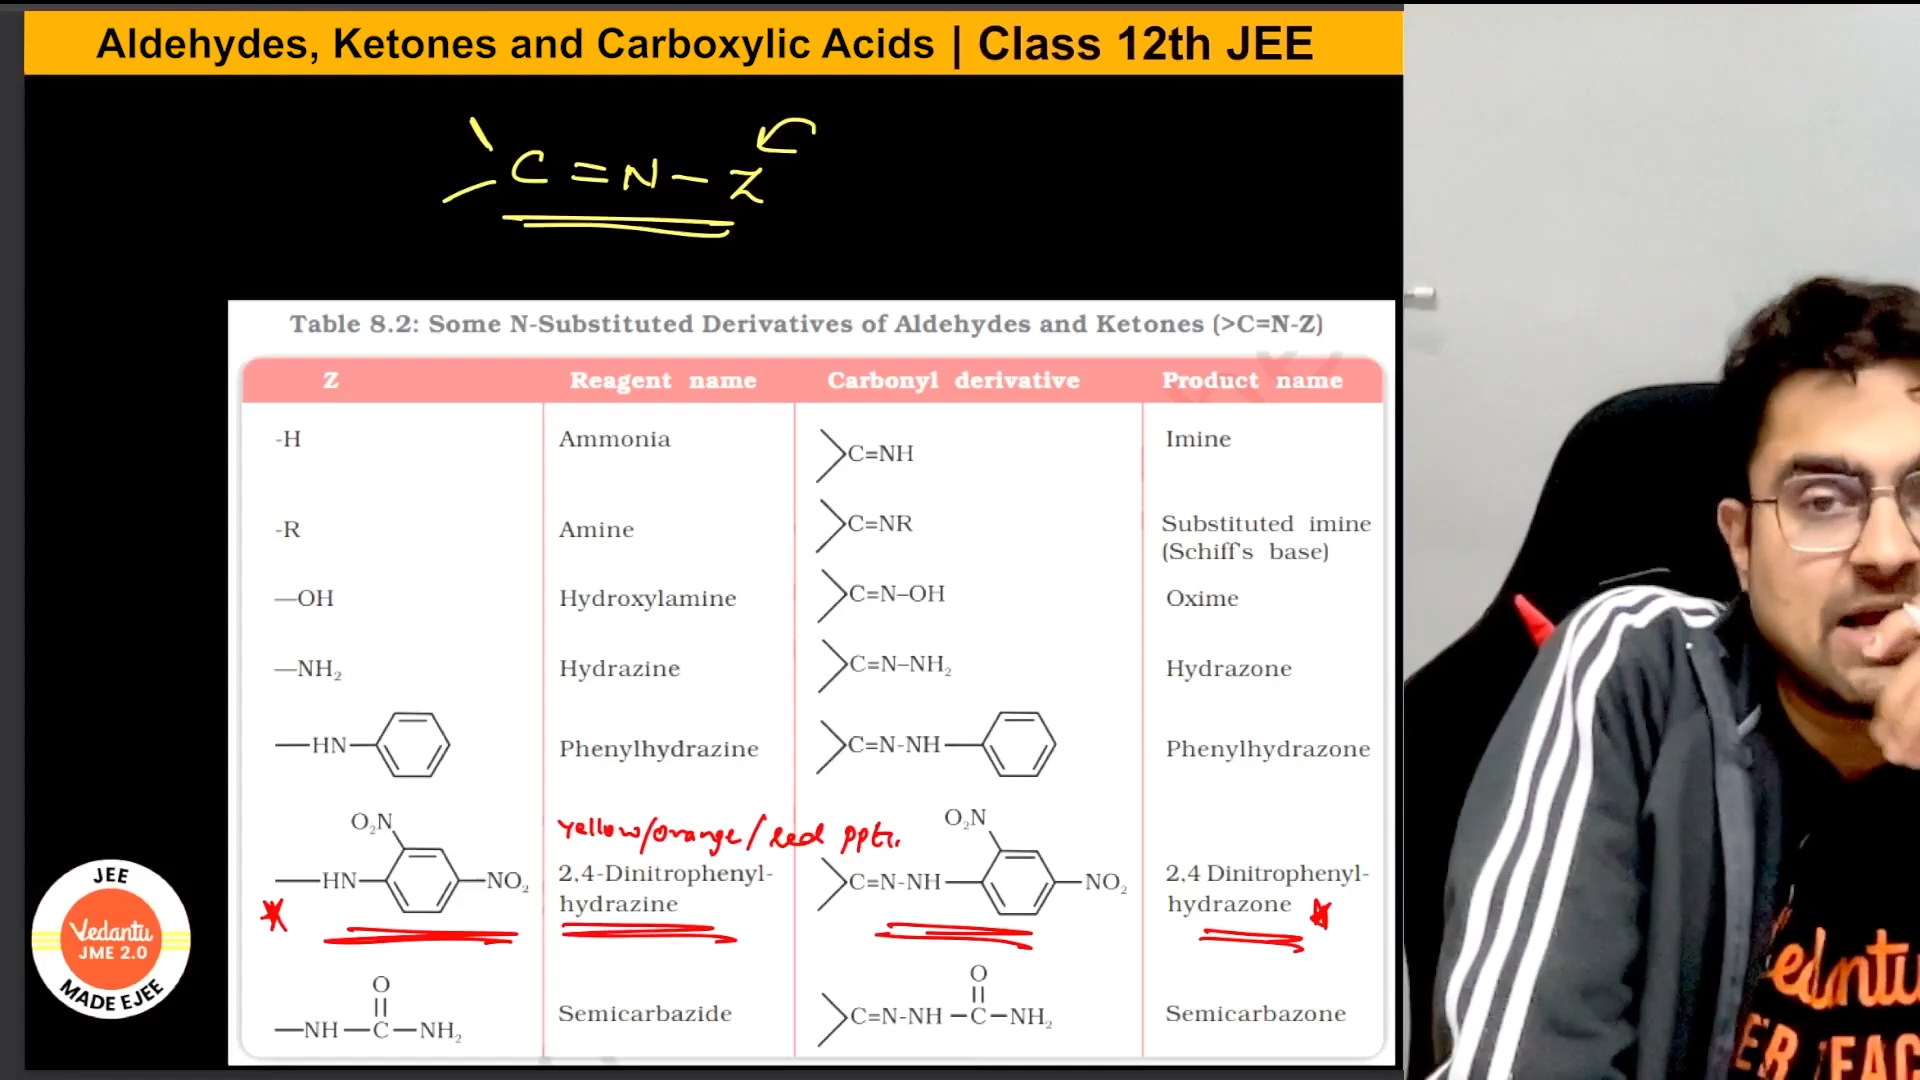 Aldehydes, Ketones and Carboxylic Acids | Class 12th JEE
C = N - Z
Table 8.2: Some N-Substituted Derivatives of Aldehydes and Ketones (>C=N-Z)
Z Reagent name Carbonyl derivative Product name
-H Ammonia C=NH Imine
-R Amine C=NR Substituted imine
(Schiff's base)
—OH Hydroxylamine C=N–OH Oxime
—NH₂ Hydrazine C=N–NH₂ Hydrazone
—HN— Phenylhydrazine C=N-NH— Phenylhydrazone
O₂N yellow/orange/red ppt. O₂N
—HN— —NO₂ 2,4-Dinitrophenyl- C=N-NH— —NO₂ 2,4 Dinitrophenyl-
hydrazine hydrazone
O O
—NH—C—NH₂ Semicarbazide C=N-NH—C—NH₂ Semicarbazone
JEE
Vedantu
JME 2.0
MADE EJEE
edantu
ER TEAC